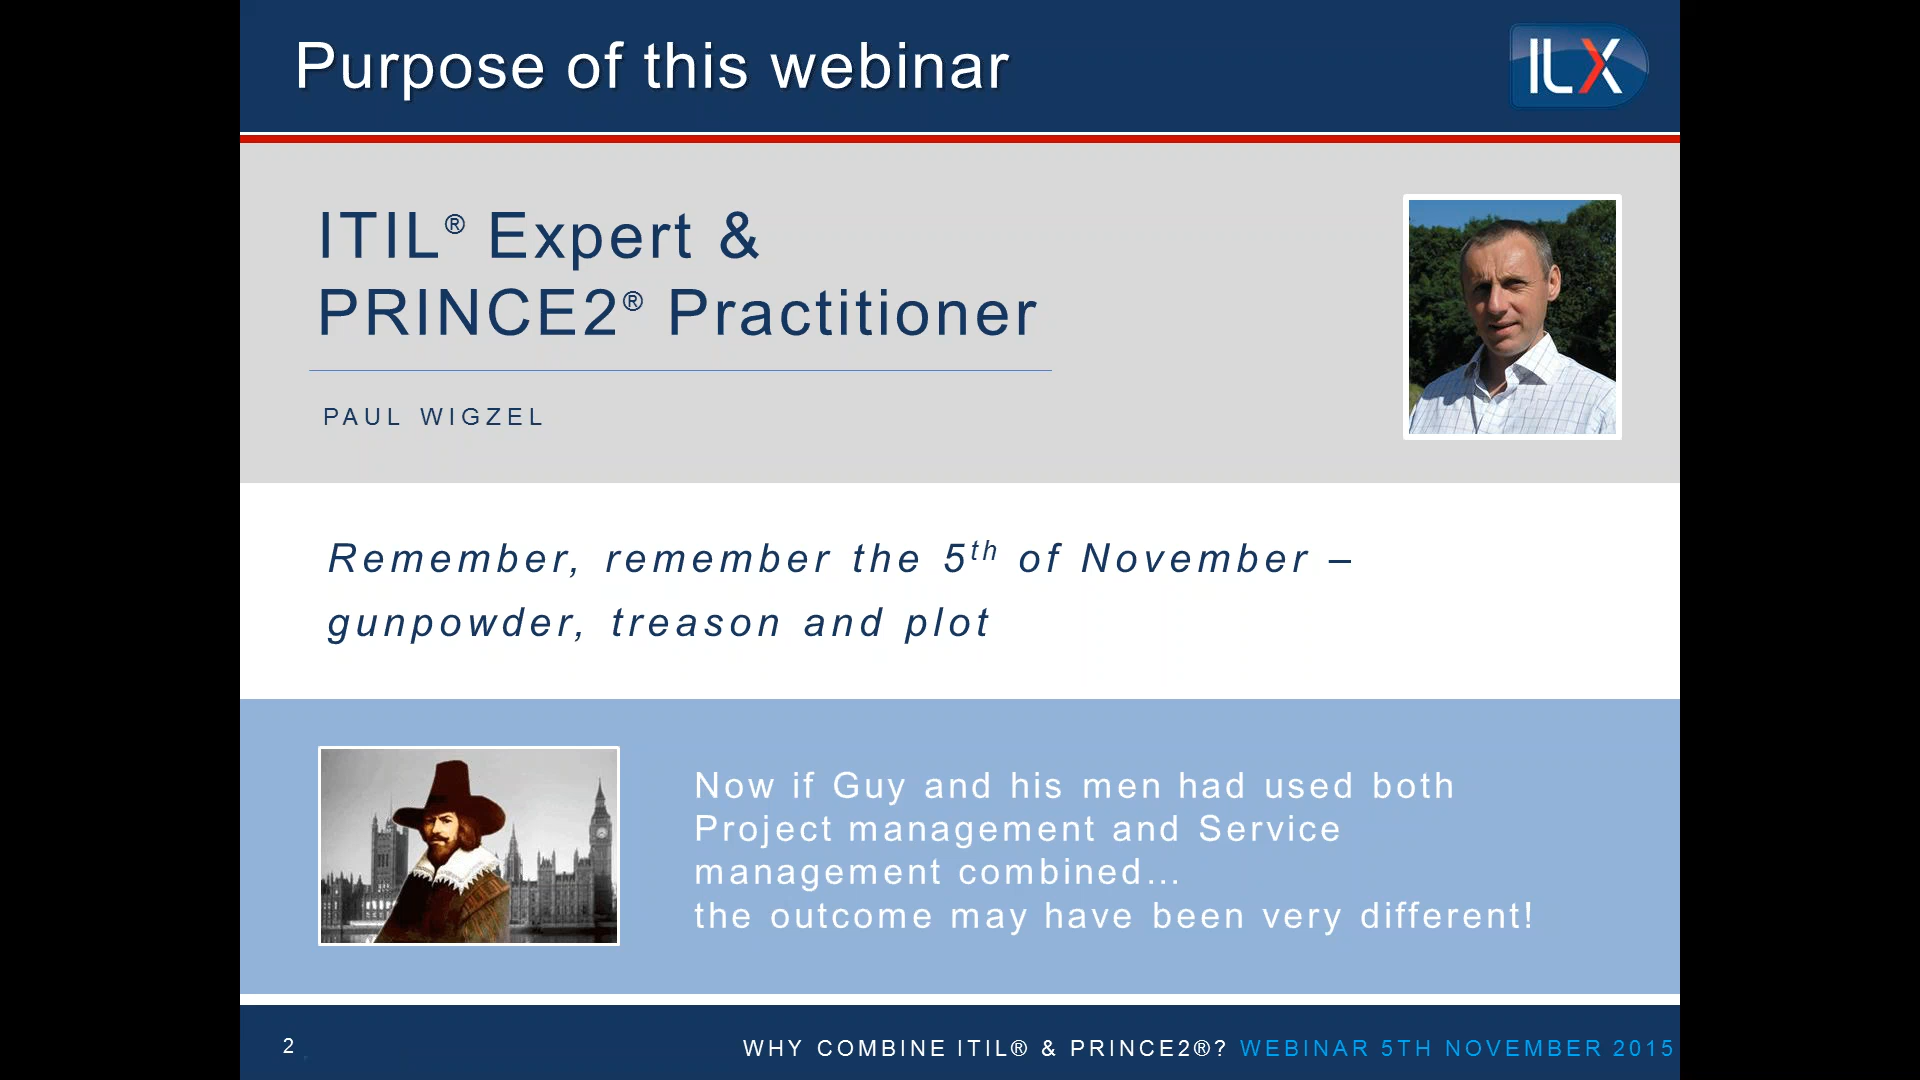 Purpose of this webinar
ILX
ITIL® Expert &
PRINCE2® Practitioner
PAUL WIGZEL
Remember, remember the 5th of November –
gunpowder, treason and plot
Now if Guy and his men had used both
Project management and Service
management combined…
the outcome may have been very different!
2
WHY COMBINE ITIL® & PRINCE2®? WEBINAR 5TH NOVEMBER 2015